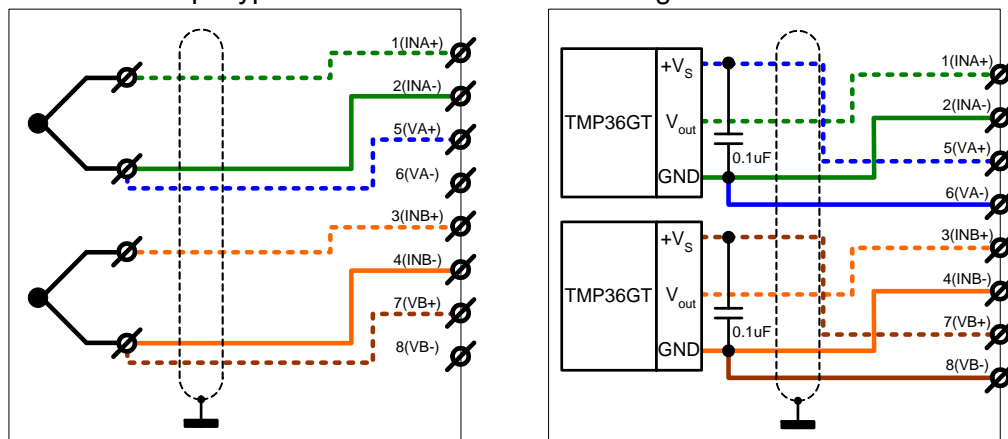 1(INA+)
2(INA-)
5(VA+)
6(VA-)
3(INB+)
4(INB-)
7(VB+)
8(VB-)
TMP36GT
+VS
Vout
GND
0.1uF
1(INA+)
2(INA-)
5(VA+)
6(VA-)
TMP36GT
+VS
Vout
GND
0.1uF
3(INB+)
4(INB-)
7(VB+)
8(VB-)